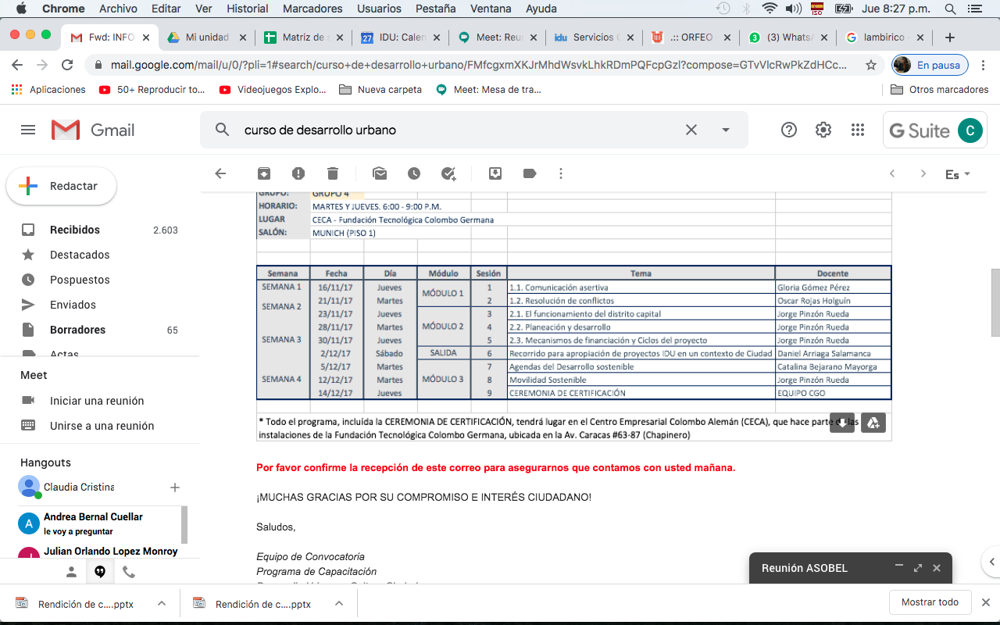 Chrome Archivo Editar Ver Historial Marcadores Usuarios Pestaña Ventana Ayuda ISO Jue 8:27 p.m.
Fwd: INFO Mi unidad Matriz de s 27 IDU: Calen Meet: Reu idu Servicios .:: ORFEO 3 (3) Whats lambirico -
mail.google.com/mail/u/0/?pli=1#search/curso+de+desarrollo+urbano/FMfcgxmXKJrMhdWsvkLhkRDmPQFcpGzl?compose=GTvVlcRwPkZdHCc... En pausa
Aplicaciones 50+ Reproducir to... Videojuegos Explo... Nueva carpeta Meet: Mesa de tra... Otros marcadores
Gmail curso de desarrollo urbano G Suite C
Redactar
Es
Recibidos 2.603
Destacados
Pospuestos
Enviados
Borradores 65
Actas
Meet
Iniciar una reunión
Unirse a una reunión
Hangouts
Claudia Cristina
A Andrea Bernal Cuellar
le voy a preguntar
Julian Orlando Lopez Monroy
GRUPO: GRUPO 4
HORARIO: MARTES Y JUEVES. 6:00 - 9:00 P.M.
LUGAR CECA - Fundación Tecnológica Colombo Germana
SALÓN: MUNICH (PISO 1)
Semana Fecha Día Módulo Sesión Tema Docente
SEMANA 1 16/11/17 Jueves MÓDULO 1 1 1.1. Comunicación asertiva Gloria Gómez Pérez
SEMANA 2 21/11/17 Martes 2 1.2. Resolución de conflictos Oscar Rojas Holguín
23/11/17 Jueves MÓDULO 2 3 2.1. El funcionamiento del distrito capital Jorge Pinzón Rueda
SEMANA 3 28/11/17 Martes 4 2.2. Planeación y desarrollo Jorge Pinzón Rueda
30/11/17 Jueves 5 2.3. Mecanismos de financiación y Ciclos del proyecto Jorge Pinzón Rueda
2/12/17 Sábado SALIDA 6 Recorrido para apropiación de proyectos IDU en un contexto de Ciudad Daniel Arriaga Salamanca
SEMANA 4 5/12/17 Martes MÓDULO 3 7 Agendas del Desarrollo sostenible Catalina Bejarano Mayorga
12/12/17 Martes 8 Movilidad Sostenible Jorge Pinzón Rueda
14/12/17 Jueves 9 CEREMONIA DE CERTIFICACIÓN EQUIPO CGO
* Todo el programa, incluída la CEREMONIA DE CERTIFICACIÓN, tendrá lugar en el Centro Empresarial Colombo Alemán (CECA), que hace parte de las
instalaciones de la Fundación Tecnológica Colombo Germana, ubicada en la Av. Caracas #63-87 (Chapinero)
Por favor confirme la recepción de este correo para asegurarnos que contamos con usted mañana.
¡MUCHAS GRACIAS POR SU COMPROMISO E INTERÉS CIUDADANO!
Saludos,
Equipo de Convocatoria
Programa de Capacitación
Reunión ASOBEL
Rendición de c....pptx Rendición de c....pptx Mostrar todo